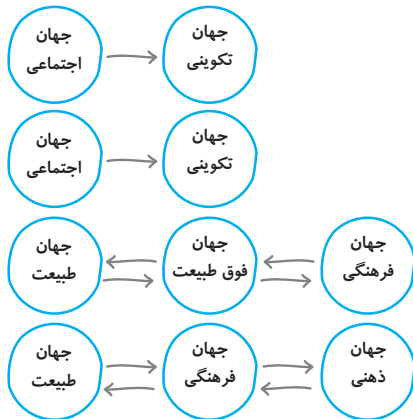 جهان
تکوینی
جهان
اجتماعی
جهان
تکوینی
جهان
اجتماعی
جهان
فرهنگی
جهان
فوق طبیعت
جهان
طبیعت
جهان
ذهنی
جهان
فرهنگی
جهان
طبیعت